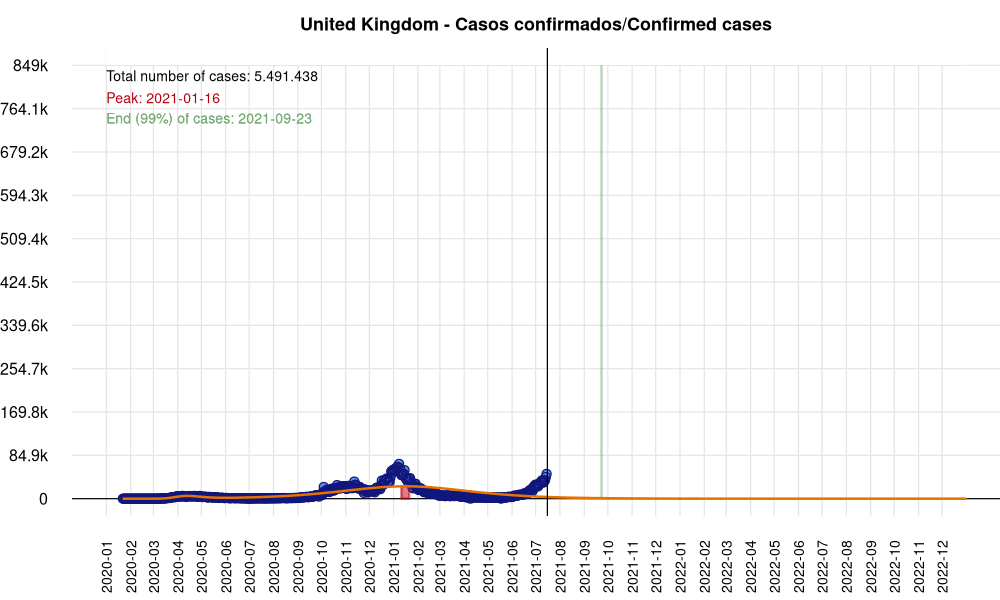 United Kingdom - Casos confirmados/Confirmed cases
849k
Total number of cases: 5.491.438
Peak: 2021-01-16
764.1k
End (99%) of cases: 2021-09-23
679.2k
594.3k
509.4k
424.5k
339.6k
254.7k
169.8k
84.9k
0
2020-01
2020-02
2020-03
2020-04
2020-05
2020-06
2020-07
2020-08
2020-09
2020-10
2020-11
2020-12
2021-01
2021-02
2021-03
2021-04
2021-05
2021-06
2021-07
2021-08
2021-09
2021-10
2021-11
2021-12
2022-01
2022-02
2022-03
2022-04
2022-05
2022-06
2022-07
2022-08
2022-09
2022-10
2022-11
2022-12